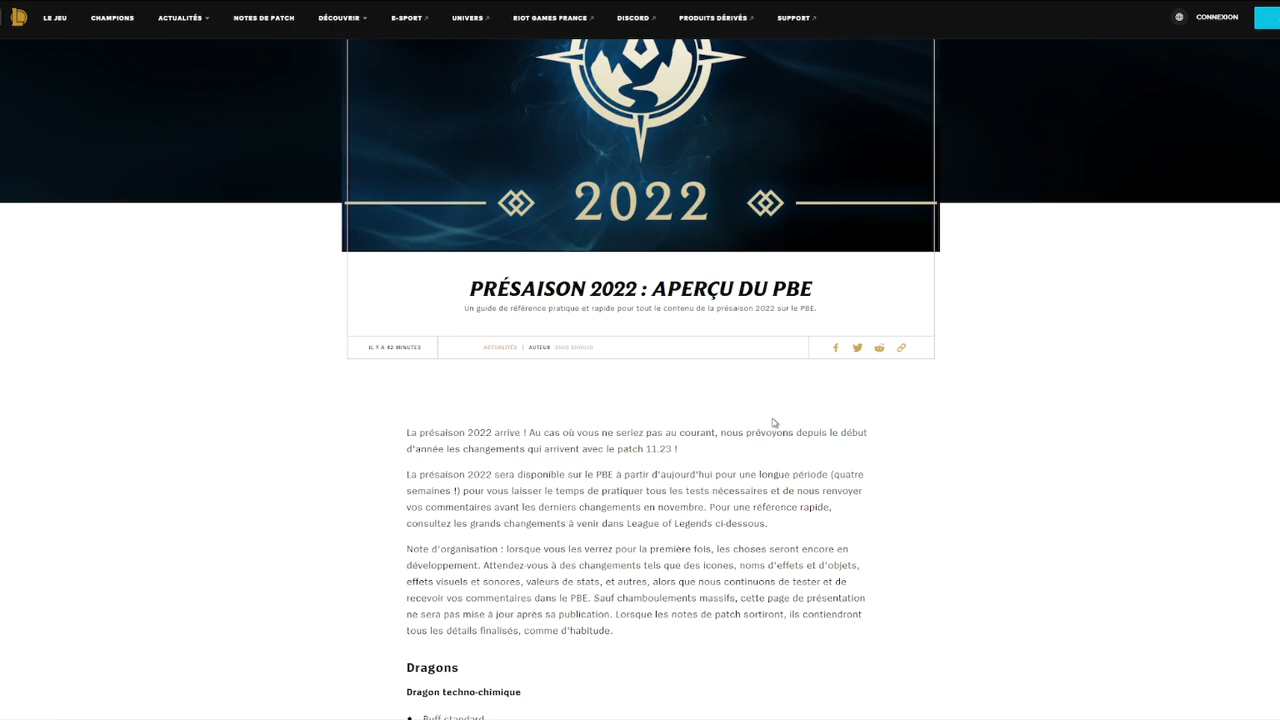 LE JEU CHAMPIONS ACTUALITÉS NOTES DE PATCH DÉCOUVRIR E-SPORT UNIVERS RIOT GAMES FRANCE DISCORD PRODUITS DÉRIVÉS SUPPORT CONNEXION
2022
PRÉSAISON 2022 : APERÇU DU PBE
Un guide de référence pratique et rapide pour tout le contenu de la présaison 2022 sur le PBE.
IL Y A 42 MINUTES ACTUALITÉS | AUTEUR
La présaison 2022 arrive ! Au cas où vous ne seriez pas au courant, nous prévoyons depuis le début
d'année les changements qui arrivent avec le patch 11.23 !
La présaison 2022 sera disponible sur le PBE à partir d'aujourd'hui pour une longue période (quatre
semaines !) pour vous laisser le temps de pratiquer tous les tests nécessaires et de nous renvoyer
vos commentaires avant les derniers changements en novembre. Pour une référence rapide,
consultez les grands changements à venir dans League of Legends ci-dessous.
Note d'organisation : lorsque vous les verrez pour la première fois, les choses seront encore en
développement. Attendez-vous à des changements tels que des icones, noms d'effets et d'objets,
effets visuels et sonores, valeurs de stats, et autres, alors que nous continuons de tester et de
recevoir vos commentaires dans le PBE. Sauf chamboulements massifs, cette page de présentation
ne sera pas mise à jour après sa publication. Lorsque les notes de patch sortiront, ils contiendront
tous les détails finalisés, comme d'habitude.
Dragons
Dragon techno-chimique
Buff standard